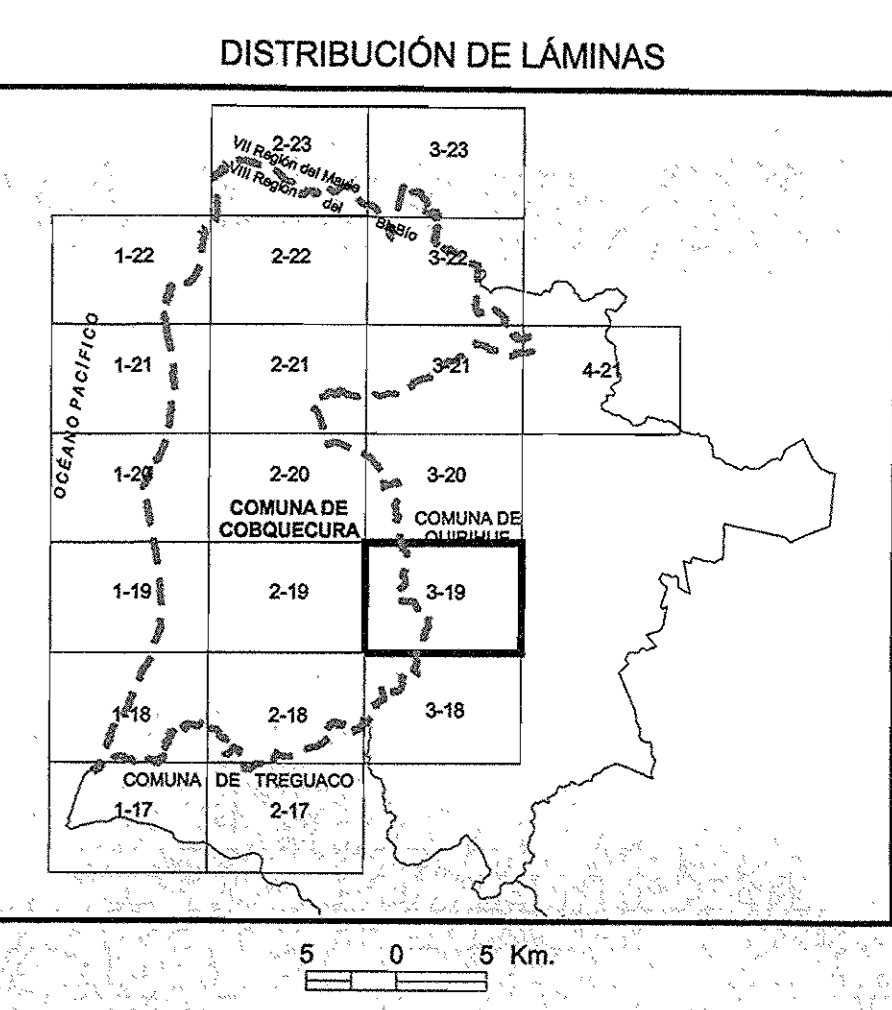 DISTRIBUCIÓN DE LÁMINAS
2-23
3-23
VII Región del Maule
VIII Región del BíoBío
1-22
2-22
3-22
OCÉANO PACÍFICO
1-21
2-21
3-21
4-21
1-20
2-20
3-20
COMUNA DE
COBQUECURA
COMUNA DE
QUIRIHUE
1-19
2-19
3-19
1-18
2-18
3-18
COMUNA DE TREGUACO
1-17
2-17
5 0 5 Km.